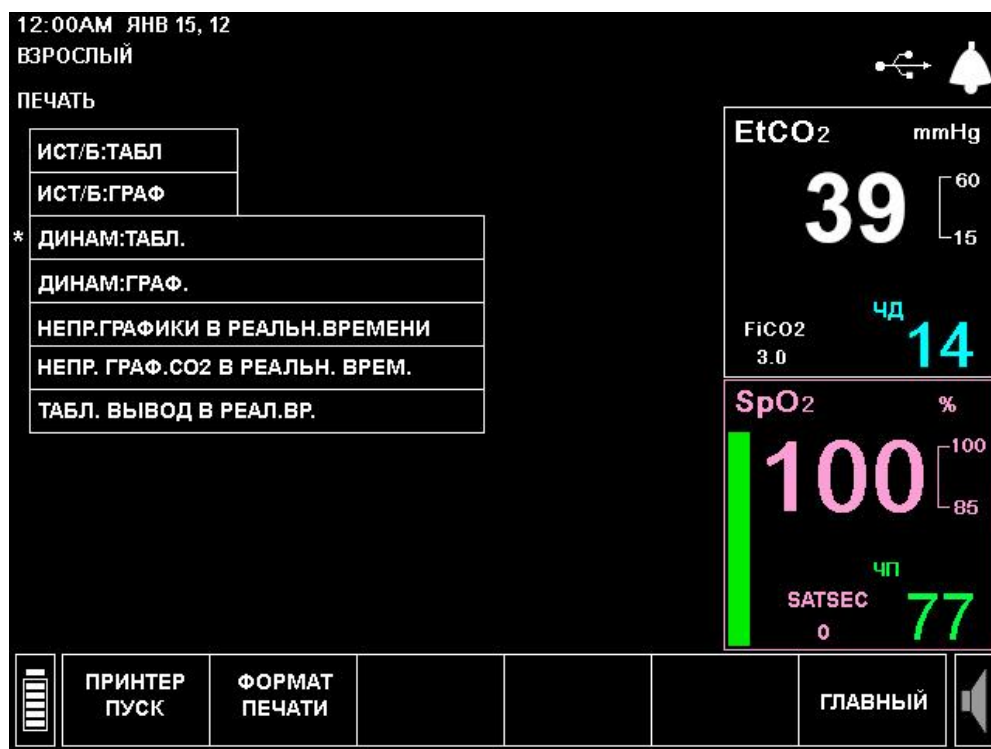 12:00AM ЯНВ 15, 12
ВЗРОСЛЫЙ
ПЕЧАТЬ
ИСТ/Б:ТАБЛ
ИСТ/Б:ГРАФ
* ДИНАМ:ТАБЛ.
ДИНАМ:ГРАФ.
НЕПР.ГРАФИКИ В РЕАЛЬН.ВРЕМЕНИ
НЕПР. ГРАФ.СО2 В РЕАЛЬН. ВРЕМ.
ТАБЛ. ВЫВОД В РЕАЛ.ВР.
EtCO2 mmHg
39
60
15
FiCO2
3.0
ЧД
14
SpO2 %
100
100
85
SATSEC
0
ЧП
77
ПРИНТЕР
ПУСК
ФОРМАТ
ПЕЧАТИ
ГЛАВНЫЙ